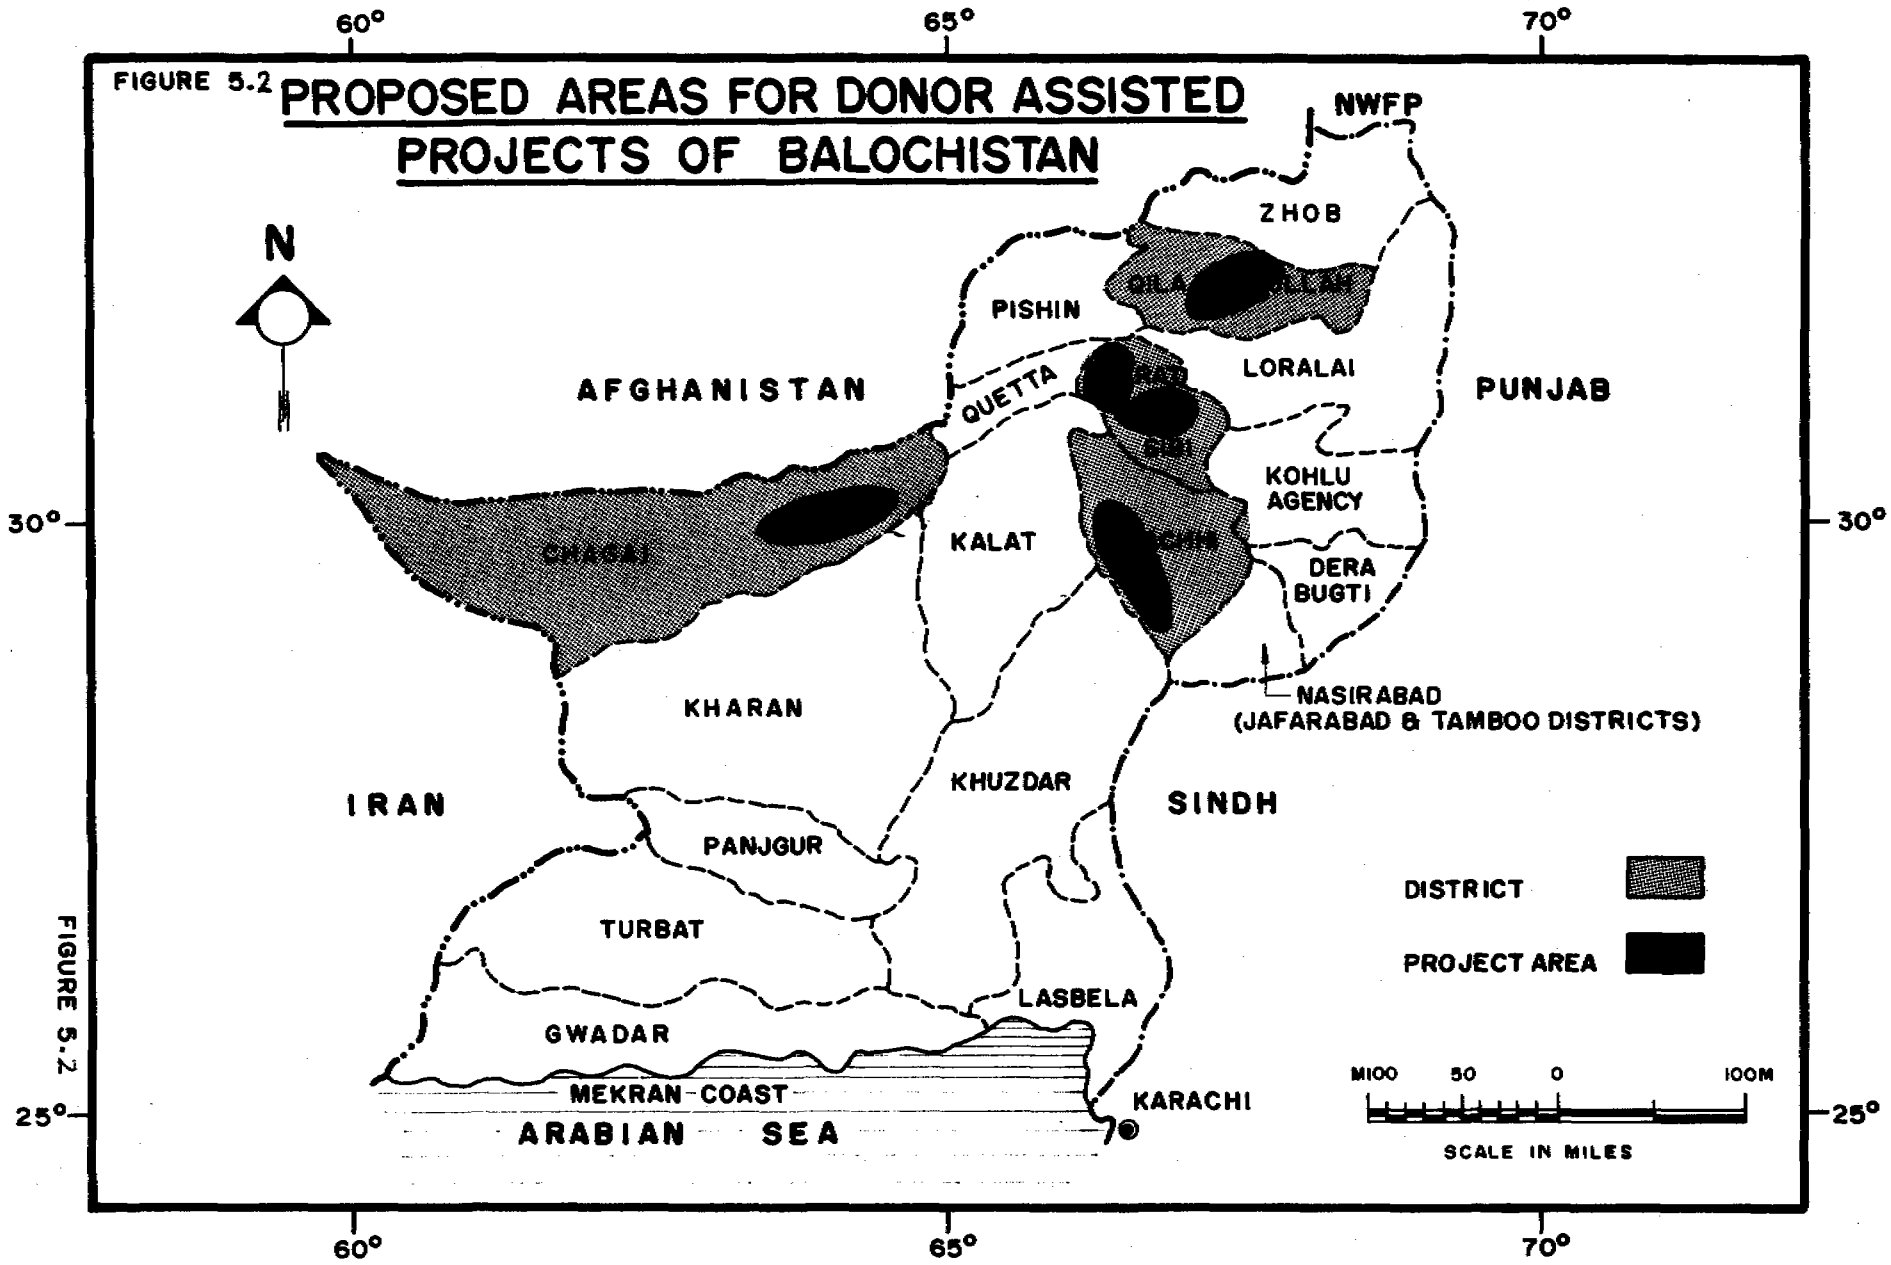 60° 65° 70°
FIGURE 5.2
PROPOSED AREAS FOR DONOR ASSISTED
PROJECTS OF BALOCHISTAN
NWFP
ZHOB
N
QILA
ULLAH
PISHIN
LORALAI
AFGHANISTAN
QUETTA
PUNJAB
SIBI
KOHLU
AGENCY
30° 30°
CHAGAI
KALAT
DERA
BUGTI
KHARAN
NASIRABAD
(JAFARABAD & TAMBOO DISTRICTS)
KHUZDAR
IRAN
SINDH
PANJGUR
DISTRICT
TURBAT
PROJECT AREA
LASBELA
FIGURE 5.2
GWADAR
M100 50 0 100M
MEKRAN COAST
KARACHI
25° 25°
ARABIAN SEA
SCALE IN MILES
60° 65° 70°